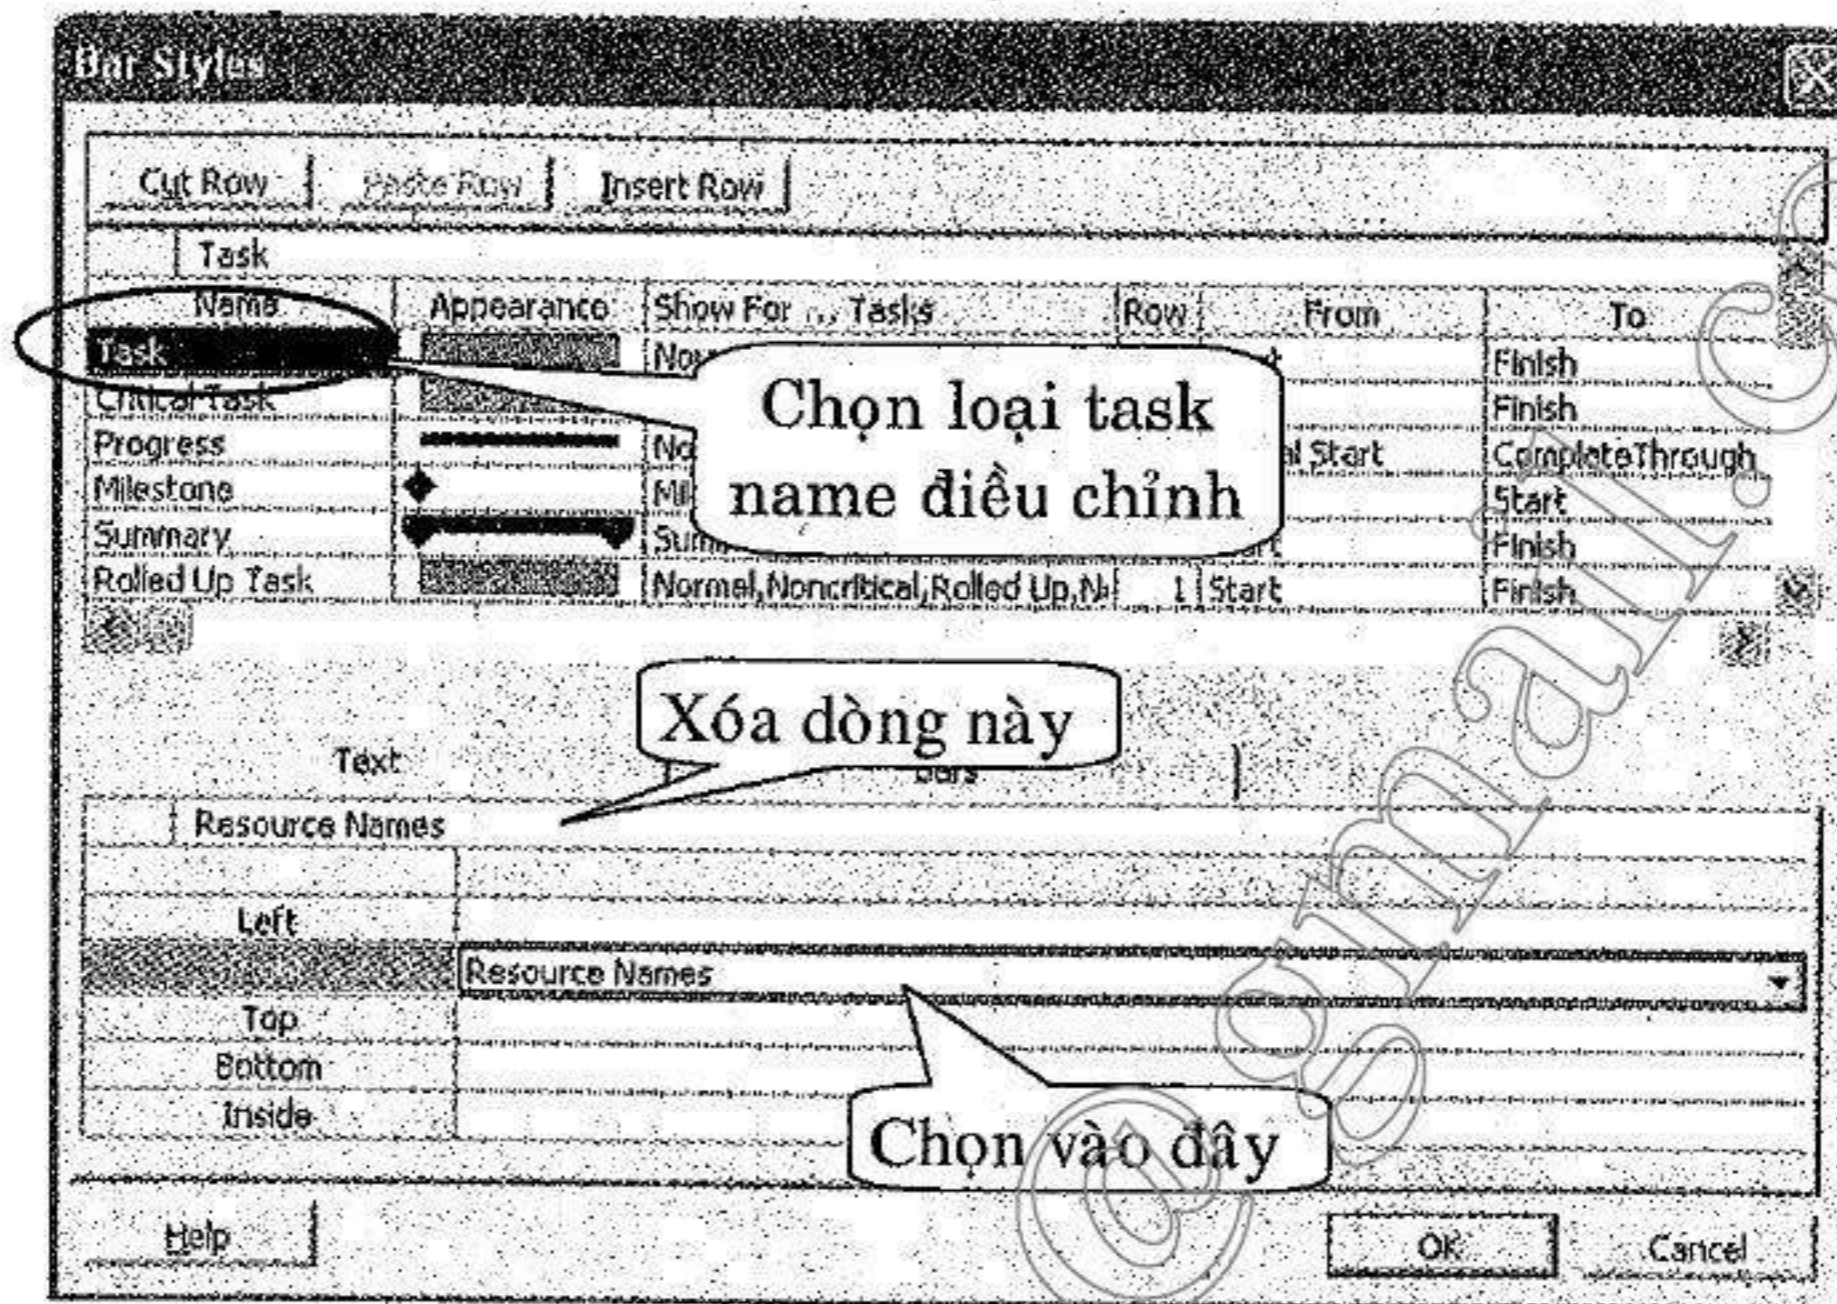 Bar Styles
Cut Row Paste Row Insert Row
Task
Name Appearance Show For ... Tasks Row From To
Task Finish
Critical Task Finish
Progress al Start CompleteThrough
Milestone Start
Summary Finish
Rolled Up Task Normal,Noncritical,Rolled Up, 1 Start Finish
Chọn loại task
name điều chỉnh
Xóa dòng này
Text Bars
Resource Names
Left
Resource Names
Top
Bottom
Inside
Chọn vào đây
Help OK Cancel
@gmail.c